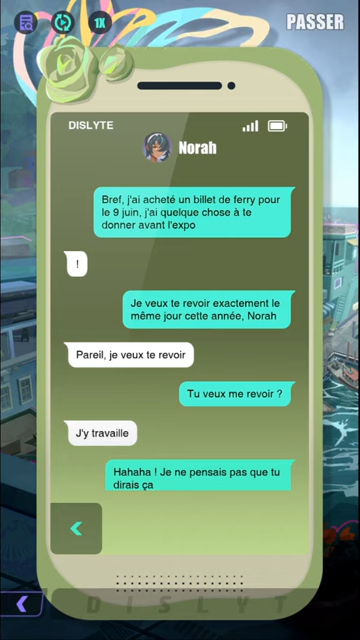 1X
PASSER
DISLYTE
Norah
Bref, j'ai acheté un billet de ferry pour
le 9 juin, j'ai quelque chose à te
donner avant l'expo
!
Je veux te revoir exactement le
même jour cette année, Norah
Pareil, je veux te revoir
Tu veux me revoir ?
J'y travaille
Hahaha ! Je ne pensais pas que tu
dirais ça
DISLYT